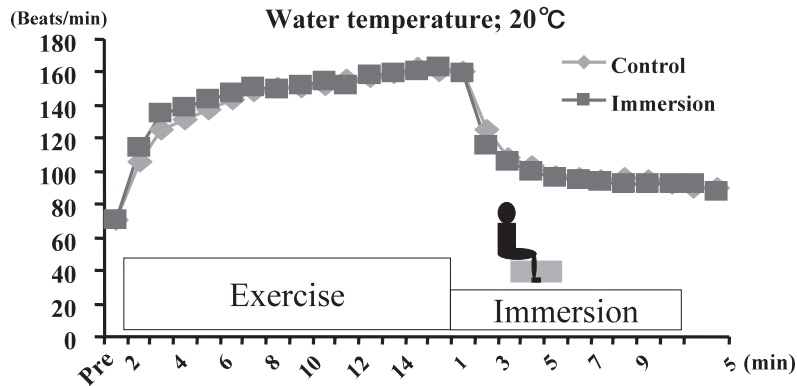 (Beats/min)
Water temperature; 20℃
180
160
140
120
100
80
60
40
20
0
Control
Immersion
Exercise
Immersion
Pre 2 4 6 8 10 12 14 1 3 5 7 9 5 (min)